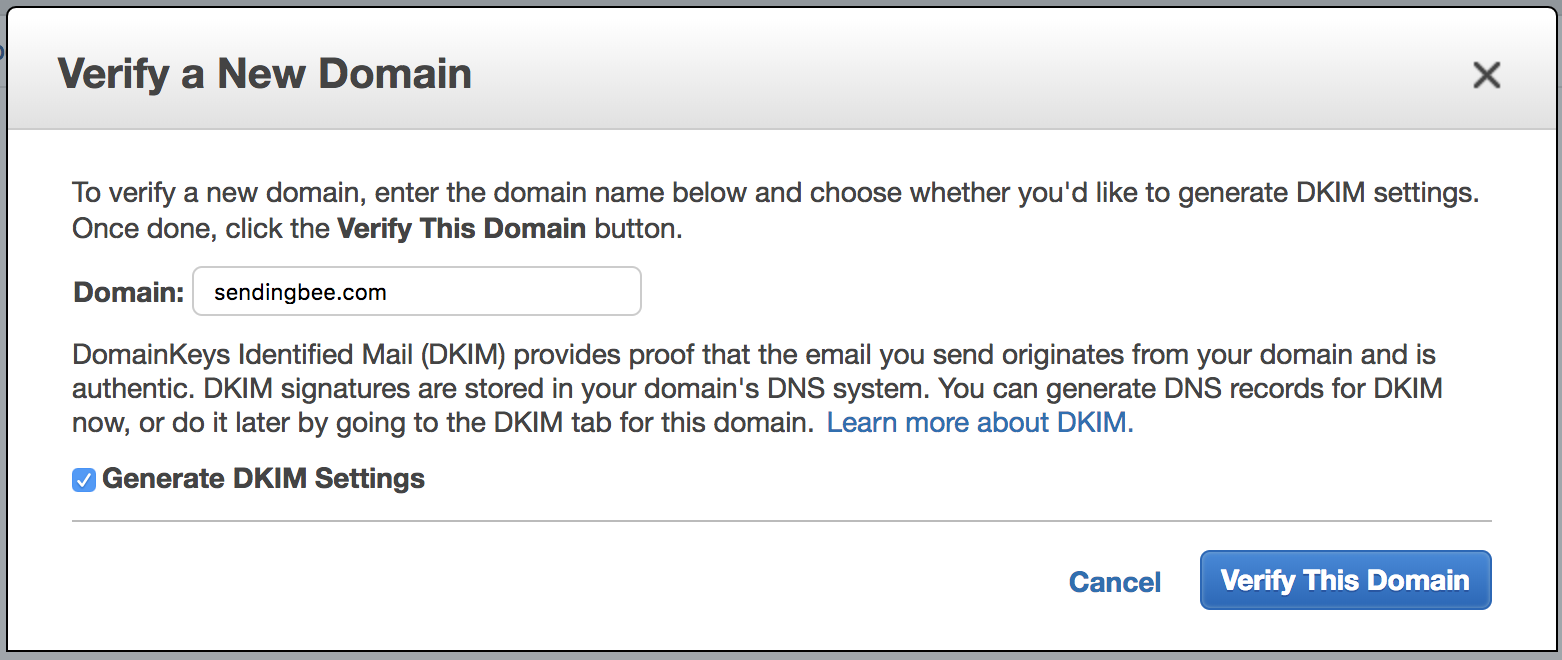 Verify a New Domain
To verify a new domain, enter the domain name below and choose whether you'd like to generate DKIM settings.
Once done, click the Verify This Domain button.
Domain: sendingbee.com
DomainKeys Identified Mail (DKIM) provides proof that the email you send originates from your domain and is
authentic. DKIM signatures are stored in your domain's DNS system. You can generate DNS records for DKIM
now, or do it later by going to the DKIM tab for this domain. Learn more about DKIM.
Generate DKIM Settings
Cancel Verify This Domain